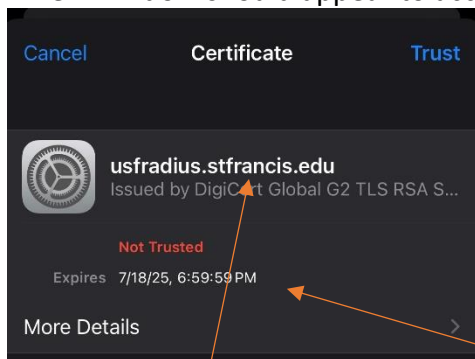 Cancel Certificate Trust
usfradius.stfrancis.edu
Issued by DigiCert Global G2 TLS RSA S...
Not Trusted
Expires 7/18/25, 6:59:59 PM
More Details